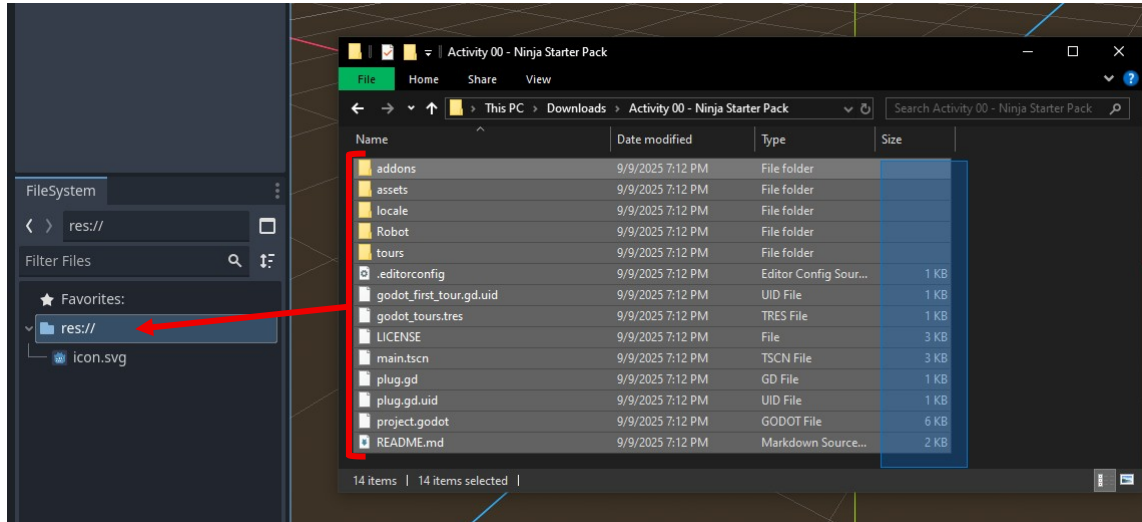 Activity 00 - Ninja Starter Pack
File Home Share View
This PC > Downloads > Activity 00 - Ninja Starter Pack
Search Activity 00 - Ninja Starter Pack
Name Date modified Type Size
addons 9/9/2025 7:12 PM File folder
assets 9/9/2025 7:12 PM File folder
locale 9/9/2025 7:12 PM File folder
Robot 9/9/2025 7:12 PM File folder
tours 9/9/2025 7:12 PM File folder
.editorconfig 9/9/2025 7:12 PM Editor Config Sour... 1 KB
godot_first_tour.gd.uid 9/9/2025 7:12 PM UID File 1 KB
godot_tours.tres 9/9/2025 7:12 PM TRES File 1 KB
LICENSE 9/9/2025 7:12 PM File 3 KB
main.tscn 9/9/2025 7:12 PM TSCN File 3 KB
plug.gd 9/9/2025 7:12 PM GD File 1 KB
plug.gd.uid 9/9/2025 7:12 PM UID File 1 KB
project.godot 9/9/2025 7:12 PM GODOT File 6 KB
README.md 9/9/2025 7:12 PM Markdown Source... 2 KB
14 items | 14 items selected |
FileSystem
res://
Filter Files
Favorites:
res://
icon.svg